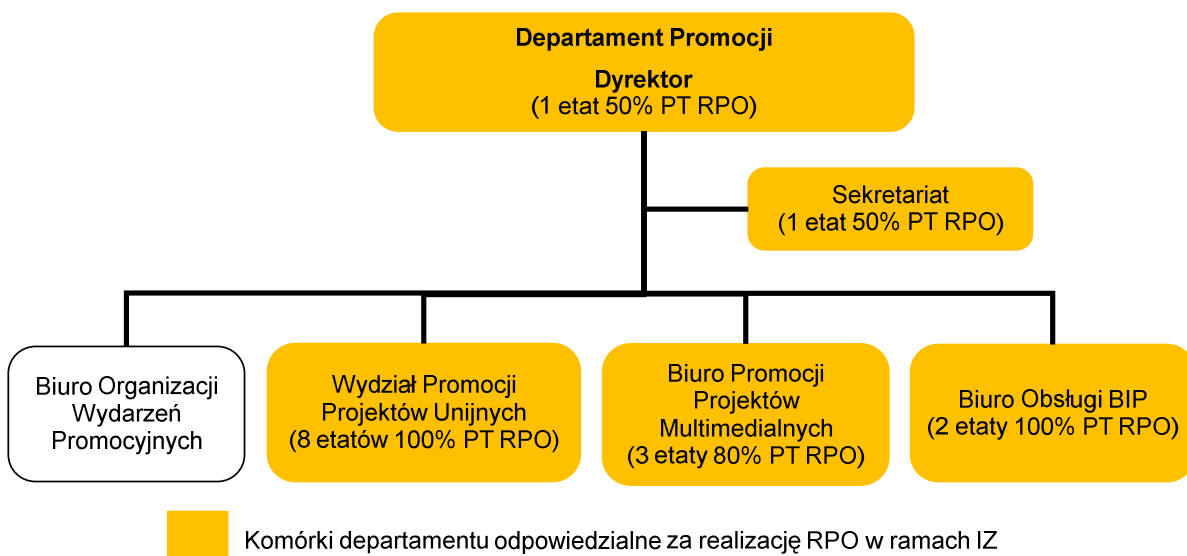 Departament Promocji
Dyrektor
(1 etat 50% PT RPO)
Sekretariat
(1 etat 50% PT RPO)
Biuro Organizacji
Wydarzeń
Promocyjnych
Wydział Promocji
Projektów Unijnych
(8 etatów 100% PT RPO)
Biuro Promocji
Projektów
Multimedialnych
(3 etaty 80% PT RPO)
Biuro Obsługi BIP
(2 etaty 100% PT RPO)
Komórki departamentu odpowiedzialne za realizację RPO w ramach IZ